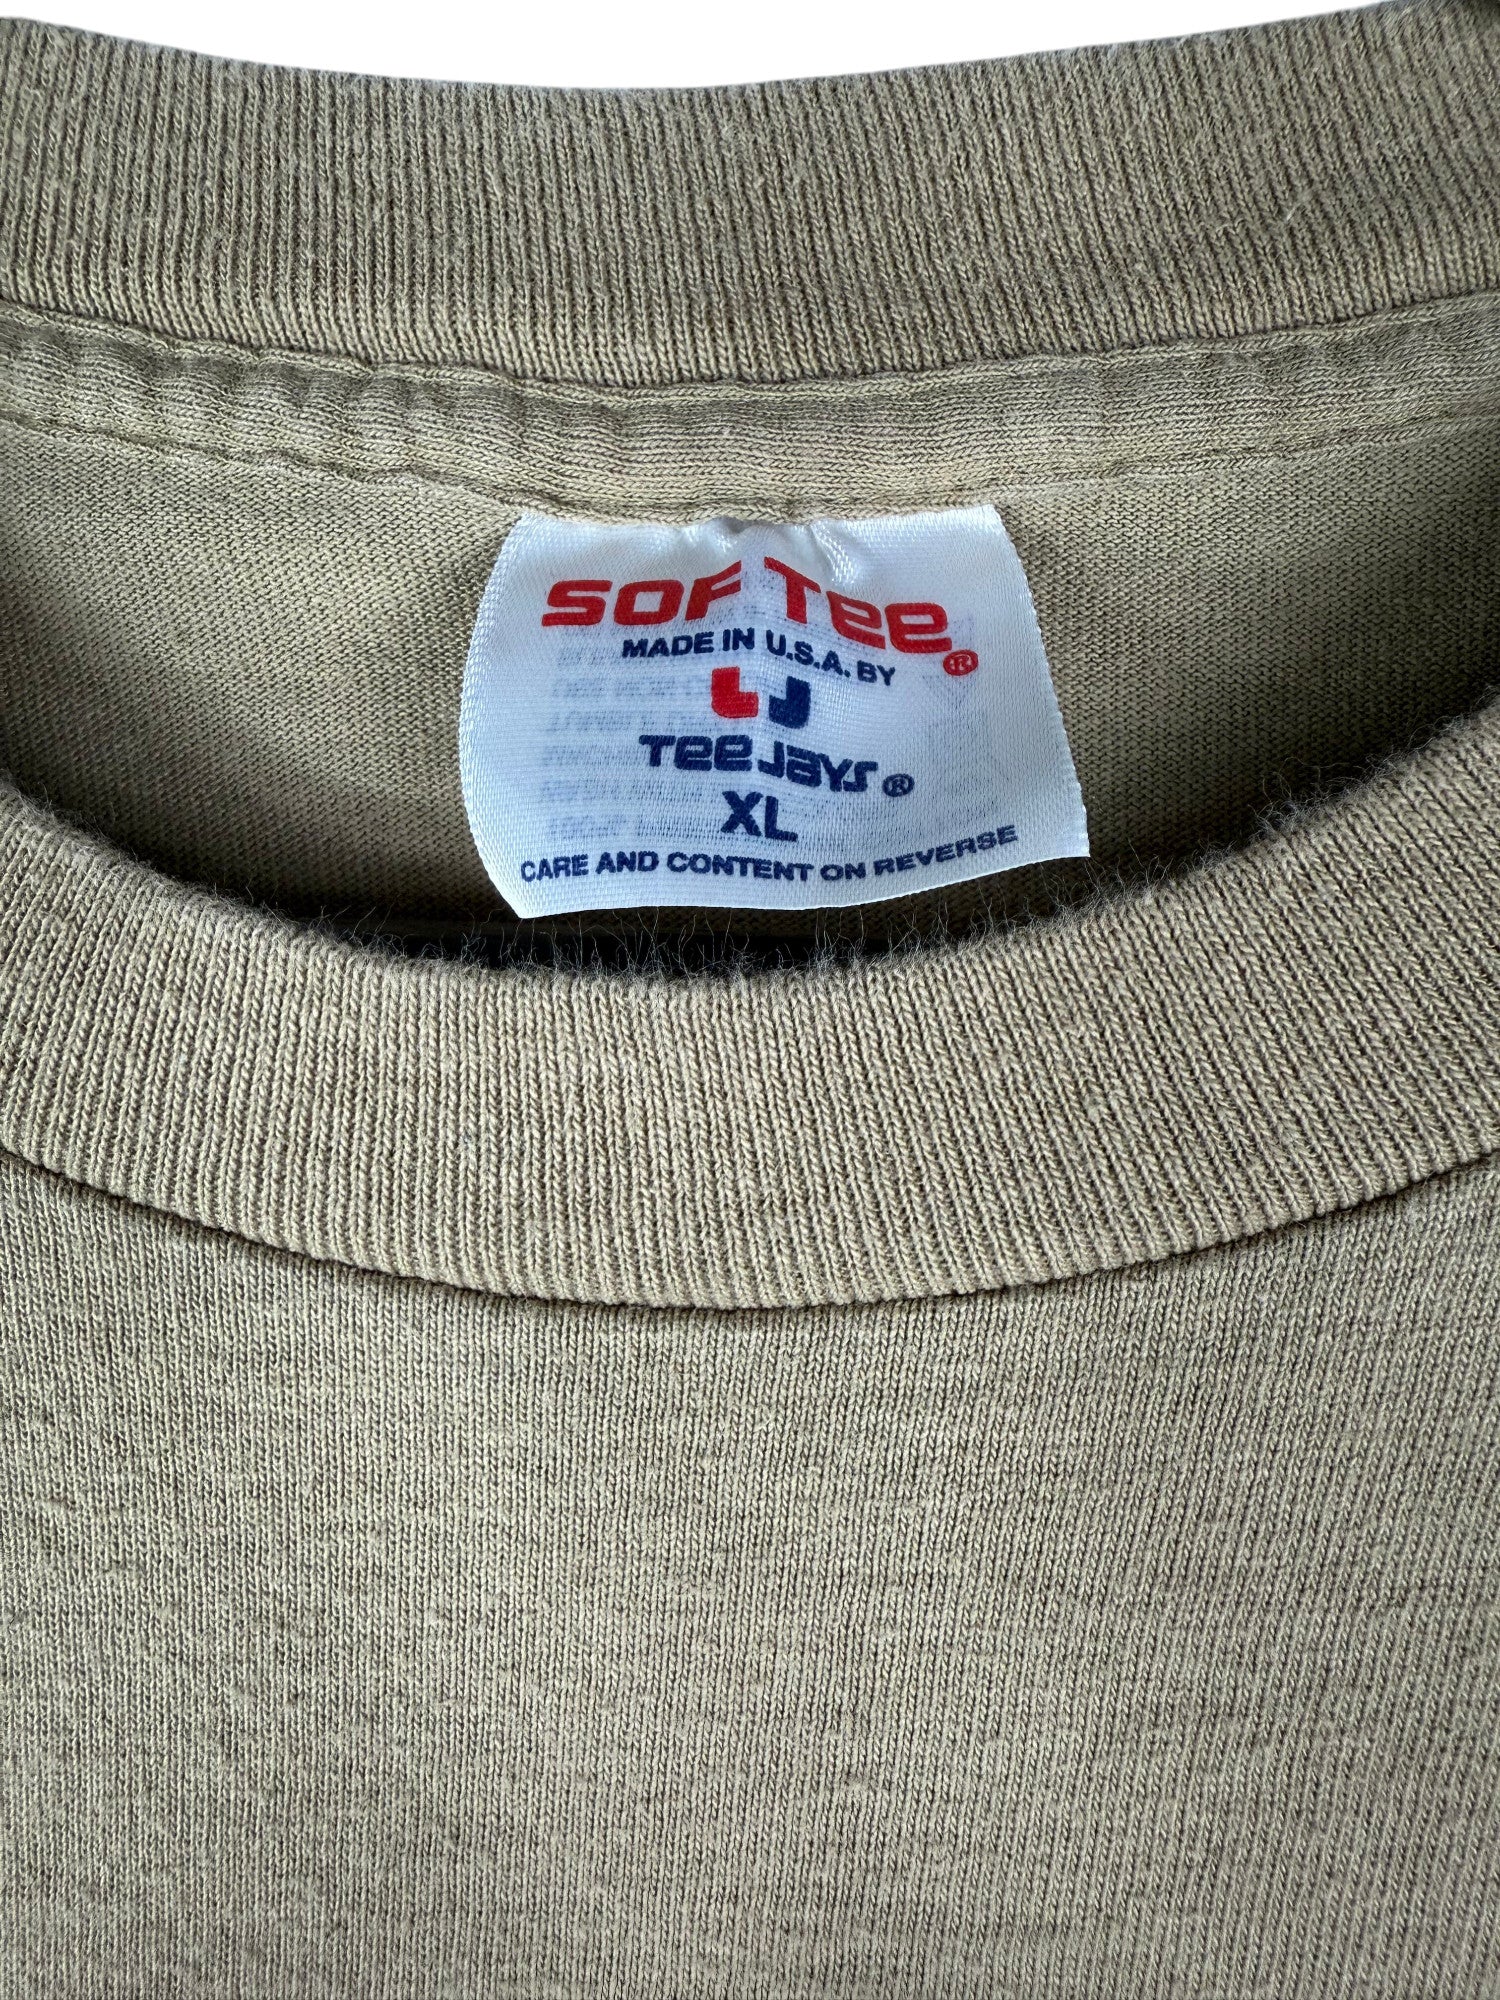 SOF TEE®
MADE IN U.S.A. BY
TEE JAYS®
XL
CARE AND CONTENT ON REVERSE